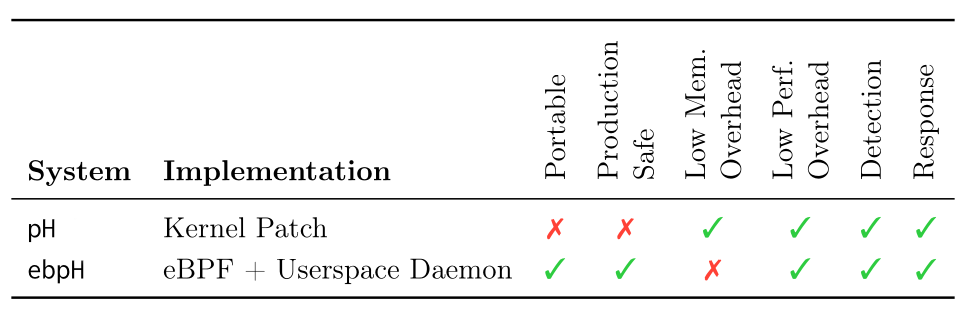 System Implementation Portable Production Safe Low Mem. Overhead Low Perf. Overhead Detection Response
pH Kernel Patch ✗ ✗ ✓ ✓ ✓ ✓
ebpH eBPF + Userspace Daemon ✓ ✓ ✗ ✓ ✓ ✓